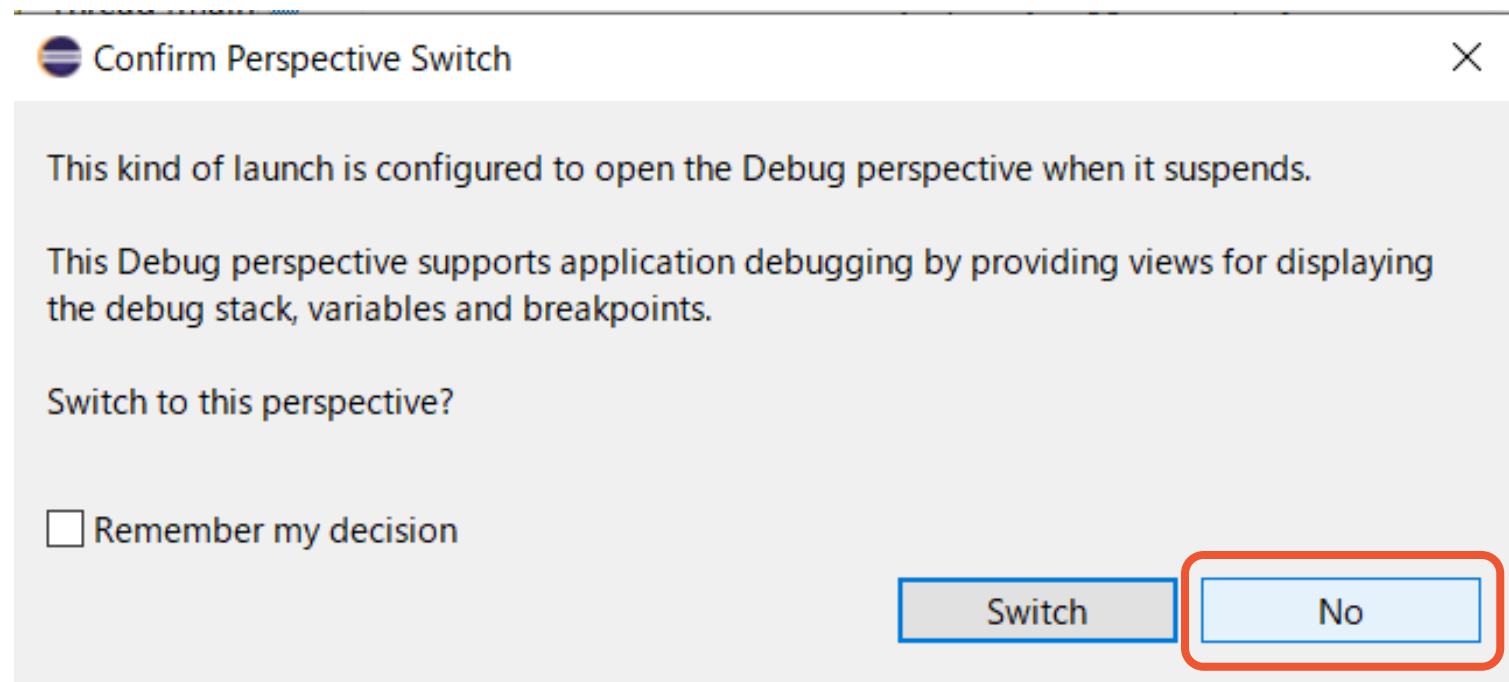 Confirm Perspective Switch
This kind of launch is configured to open the Debug perspective when it suspends.
This Debug perspective supports application debugging by providing views for displaying
the debug stack, variables and breakpoints.
Switch to this perspective?
Remember my decision
Switch
No